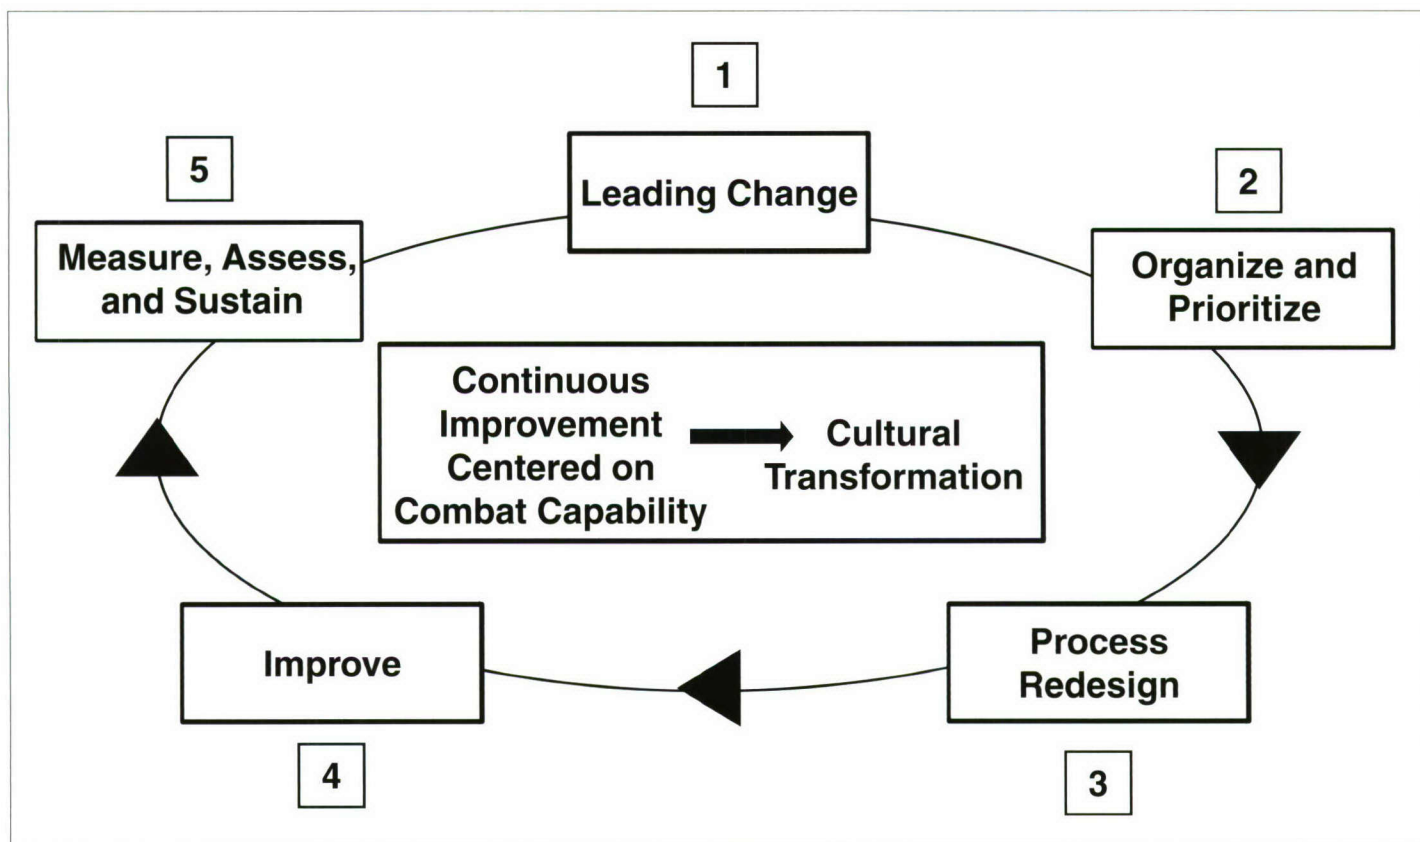 1
Leading Change
2
Organize and
Prioritize
3
Process
Redesign
4
Improve
5
Measure, Assess,
and Sustain
Continuous
Improvement
Centered on
Combat Capability
Cultural
Transformation